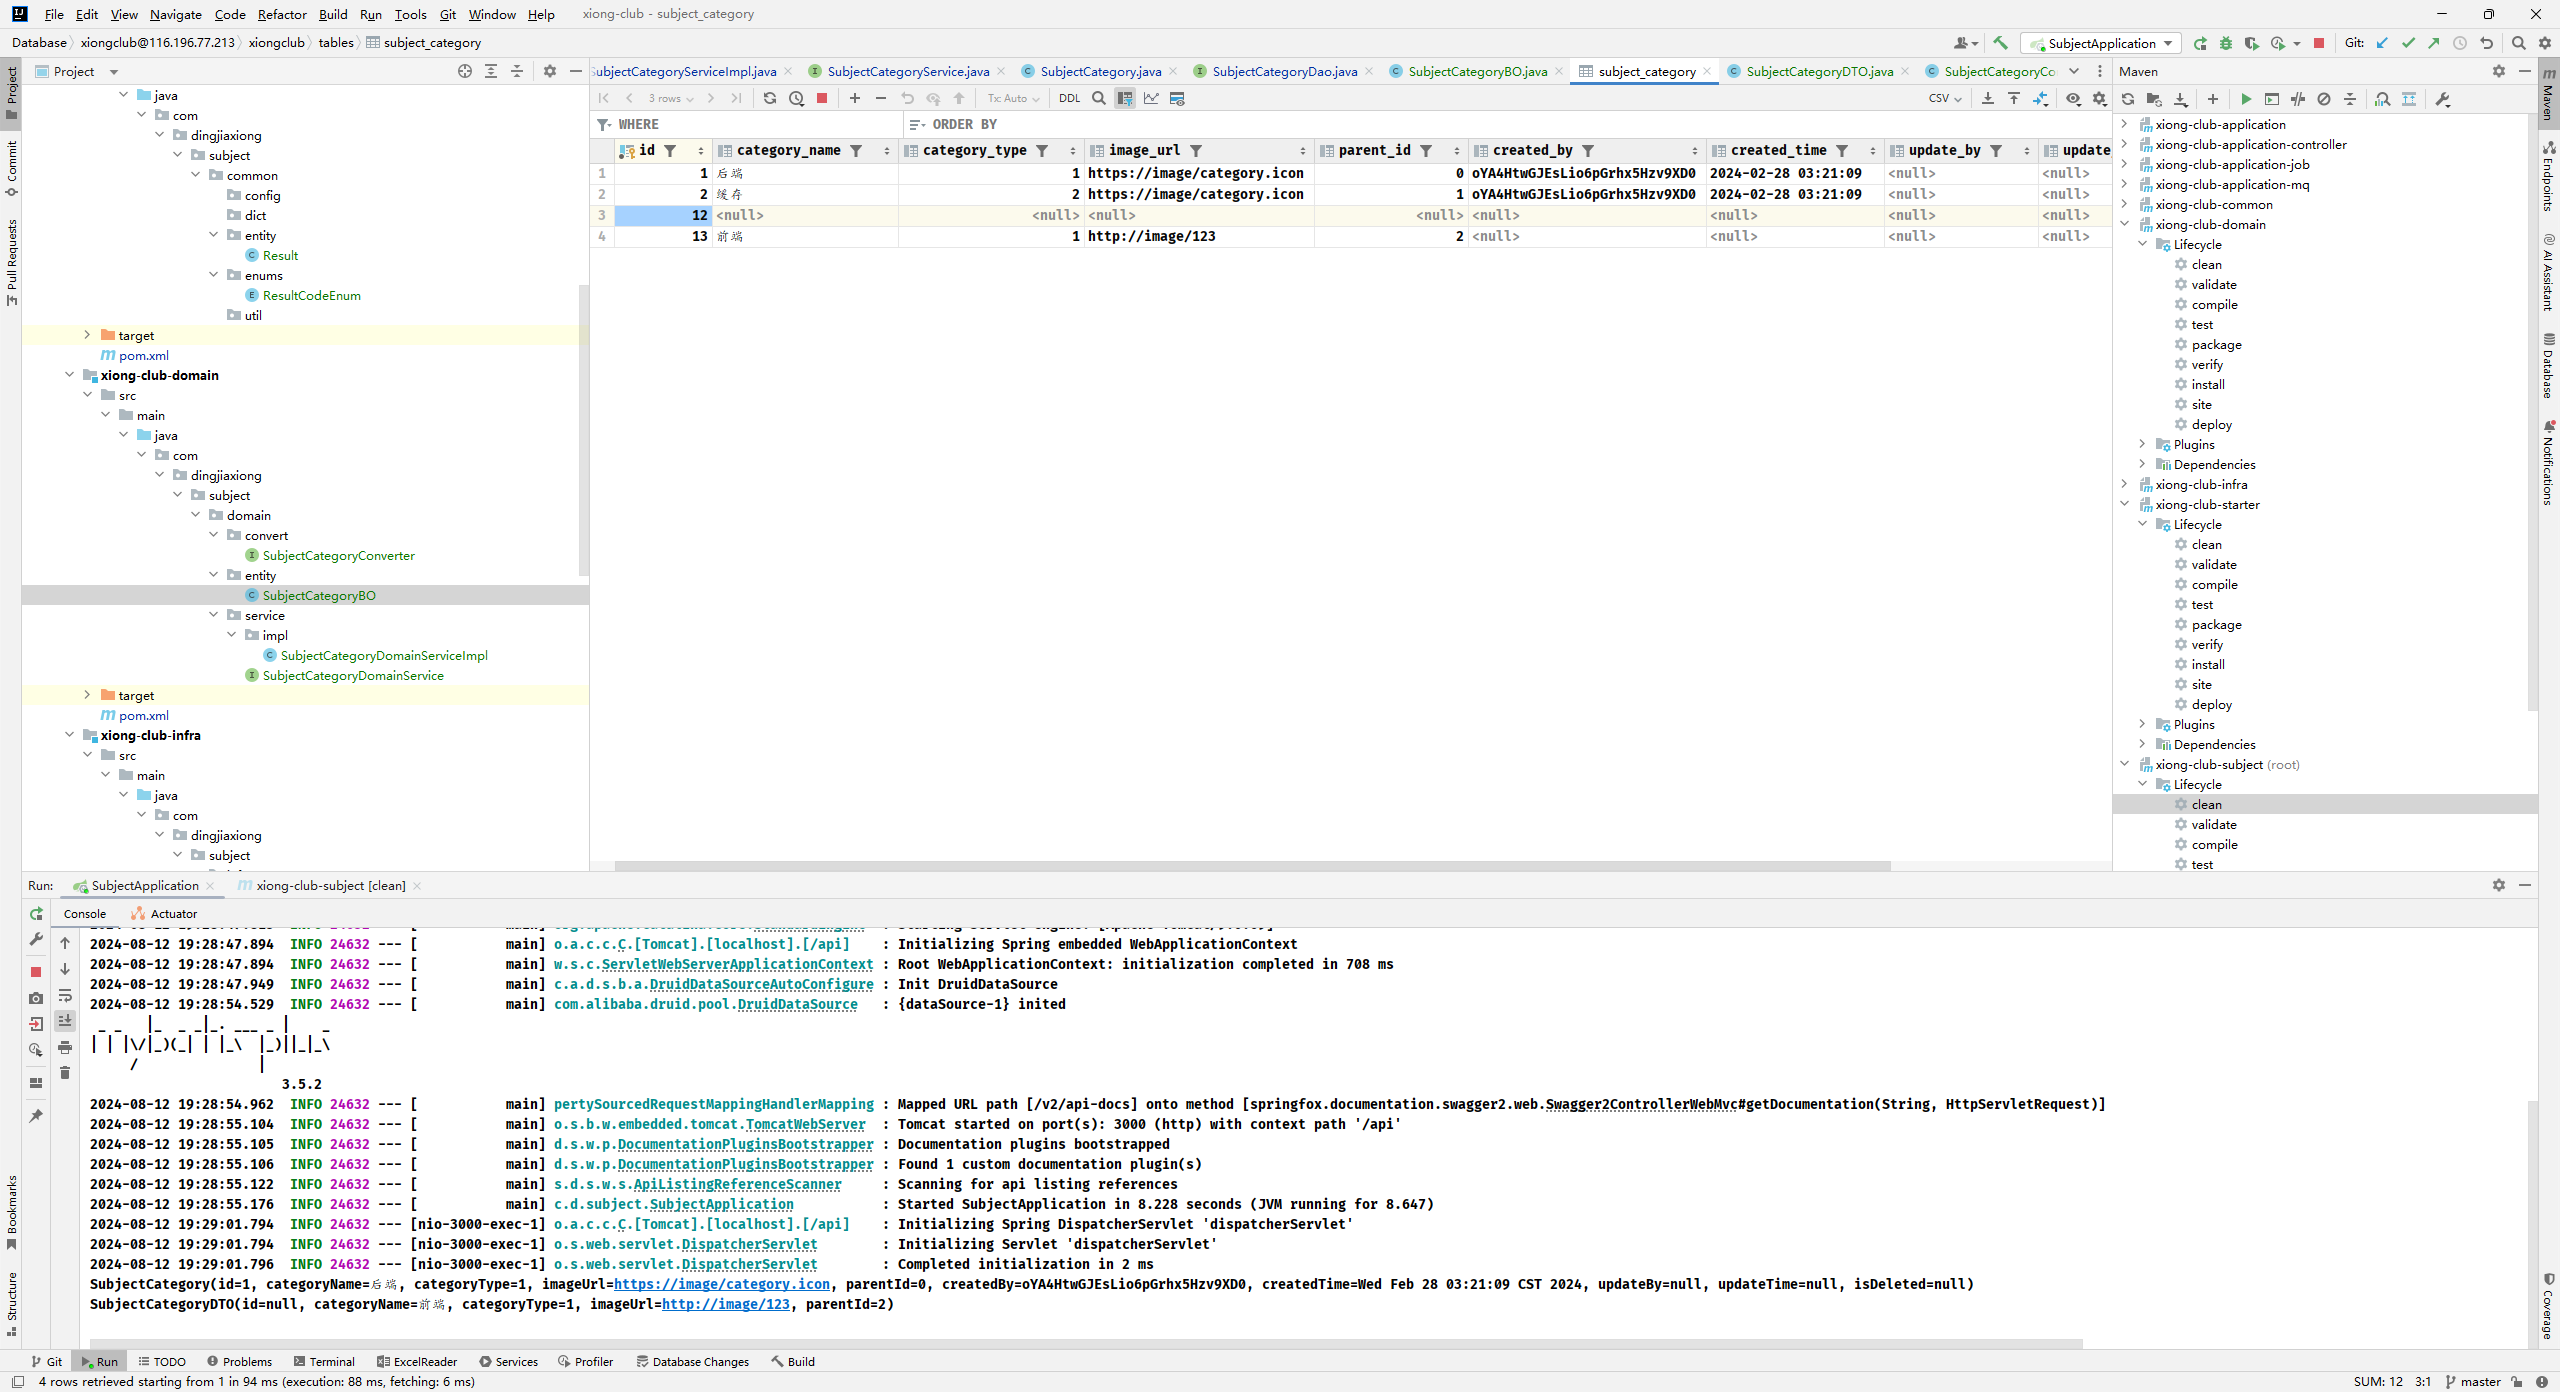 File Edit View Navigate Code Refactor Build Run Tools Git Window Help xiong-club - subject_category
Database xiongclub@116.196.77.213 xiongclub tables subject_category SubjectApplication Git:
Project
SubjectCategoryServiceImpl.java SubjectCategoryService.java SubjectCategory.java SubjectCategoryDao.java SubjectCategoryBO.java subject_category SubjectCategoryDTO.java SubjectCategoryCo
Maven
3 rows Tx: Auto DDL CSV
WHERE ORDER BY
id category_name category_type image_url parent_id created_by created_time update_by update
1 1 后端 1 https://image/category.icon 0 oYA4HtwGJEsLio6pGrhx5Hzv9XD0 2024-02-28 03:21:09 <null> <null>
2 2 缓存 2 https://image/category.icon 1 oYA4HtwGJEsLio6pGrhx5Hzv9XD0 2024-02-28 03:21:09 <null> <null>
3 12 <null> <null> <null> <null> <null> <null> <null> <null>
4 13 前端 1 http://image/123 2 <null> <null> <null> <null>
java
com
dingjiaxiong
subject
common
config
dict
entity
Result
enums
ResultCodeEnum
util
target
pom.xml
xiong-club-domain
src
main
java
com
dingjiaxiong
subject
domain
convert
SubjectCategoryConverter
entity
SubjectCategoryBO
service
impl
SubjectCategoryDomainServiceImpl
SubjectCategoryDomainService
target
pom.xml
xiong-club-infra
src
main
java
com
dingjiaxiong
subject
xiong-club-application
xiong-club-application-controller
xiong-club-application-job
xiong-club-application-mq
xiong-club-common
xiong-club-domain
Lifecycle
clean
validate
compile
test
package
verify
install
site
deploy
Plugins
Dependencies
xiong-club-infra
xiong-club-starter
Lifecycle
clean
validate
compile
test
package
verify
install
site
deploy
Plugins
Dependencies
xiong-club-subject (root)
Lifecycle
clean
validate
compile
test
Project
Commit
Pull Requests
Bookmarks
Structure
Maven
Endpoints
AI Assistant
Database
Notifications
Coverage
Run: SubjectApplication xiong-club-subject [clean]
Console Actuator
2024-08-12 19:28:47.894 INFO 24632 --- [ main] o.a.c.c.C.[Tomcat].[localhost].[/api] : Initializing Spring embedded WebApplicationContext
2024-08-12 19:28:47.894 INFO 24632 --- [ main] w.s.c.ServletWebServerApplicationContext : Root WebApplicationContext: initialization completed in 708 ms
2024-08-12 19:28:47.949 INFO 24632 --- [ main] c.a.d.s.b.a.DruidDataSourceAutoConfigure : Init DruidDataSource
2024-08-12 19:28:54.529 INFO 24632 --- [ main] com.alibaba.druid.pool.DruidDataSource : {dataSource-1} inited
3.5.2
2024-08-12 19:28:54.962 INFO 24632 --- [ main] pertySourcedRequestMappingHandlerMapping : Mapped URL path [/v2/api-docs] onto method [springfox.documentation.swagger2.web.Swagger2ControllerWebMvc#getDocumentation(String, HttpServletRequest)]
2024-08-12 19:28:55.104 INFO 24632 --- [ main] o.s.b.w.embedded.tomcat.TomcatWebServer : Tomcat started on port(s): 3000 (http) with context path '/api'
2024-08-12 19:28:55.105 INFO 24632 --- [ main] d.s.w.p.DocumentationPluginsBootstrapper : Documentation plugins bootstrapped
2024-08-12 19:28:55.106 INFO 24632 --- [ main] d.s.w.p.DocumentationPluginsBootstrapper : Found 1 custom documentation plugin(s)
2024-08-12 19:28:55.122 INFO 24632 --- [ main] s.d.s.w.s.ApiListingReferenceScanner : Scanning for api listing references
2024-08-12 19:28:55.176 INFO 24632 --- [ main] c.d.subject.SubjectApplication : Started SubjectApplication in 8.228 seconds (JVM running for 8.647)
2024-08-12 19:29:01.794 INFO 24632 --- [nio-3000-exec-1] o.a.c.c.C.[Tomcat].[localhost].[/api] : Initializing Spring DispatcherServlet 'dispatcherServlet'
2024-08-12 19:29:01.794 INFO 24632 --- [nio-3000-exec-1] o.s.web.servlet.DispatcherServlet : Initializing Servlet 'dispatcherServlet'
2024-08-12 19:29:01.796 INFO 24632 --- [nio-3000-exec-1] o.s.web.servlet.DispatcherServlet : Completed initialization in 2 ms
SubjectCategory(id=1, categoryName=后端, categoryType=1, imageUrl=https://image/category.icon, parentId=0, createdBy=oYA4HtwGJEsLio6pGrhx5Hzv9XD0, createdTime=Wed Feb 28 03:21:09 CST 2024, updateBy=null, updateTime=null, isDeleted=null)
SubjectCategoryDTO(id=null, categoryName=前端, categoryType=1, imageUrl=http://image/123, parentId=2)
Git Run TODO Problems Terminal ExcelReader Services Profiler Database Changes Build
4 rows retrieved starting from 1 in 94 ms (execution: 88 ms, fetching: 6 ms) SUM: 12 3:1 master